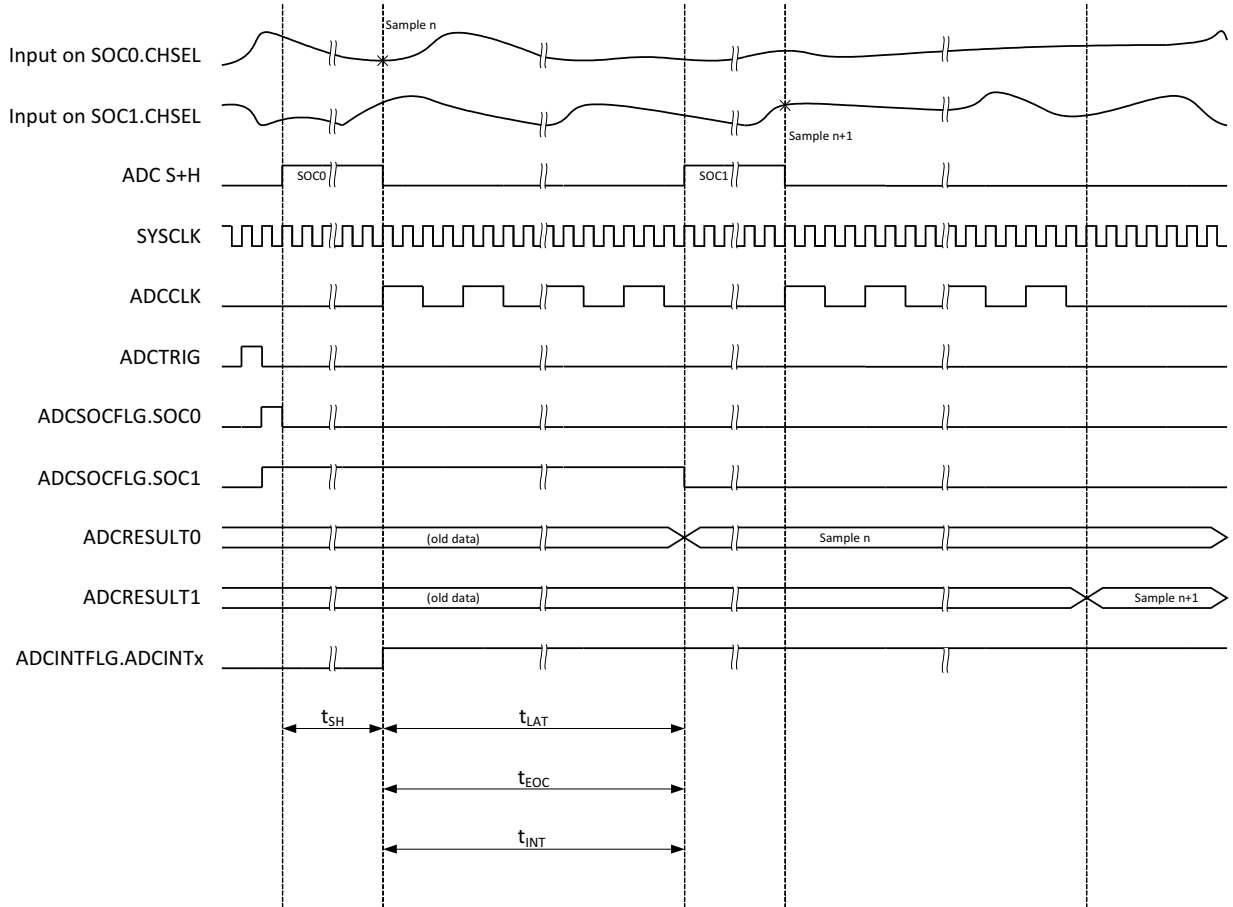 Sample n
Input on SOC0.CHSEL
Input on SOC1.CHSEL
Sample n+1
ADC S+H
SOC0
SOC1
SYSCLK
ADCCLK
ADCTRIG
ADCSOCFLG.SOC0
ADCSOCFLG.SOC1
ADCRESULT0
(old data)
Sample n
ADCRESULT1
(old data)
Sample n+1
ADCINTFLG.ADCINTx
tSH
tLAT
tEOC
tINT